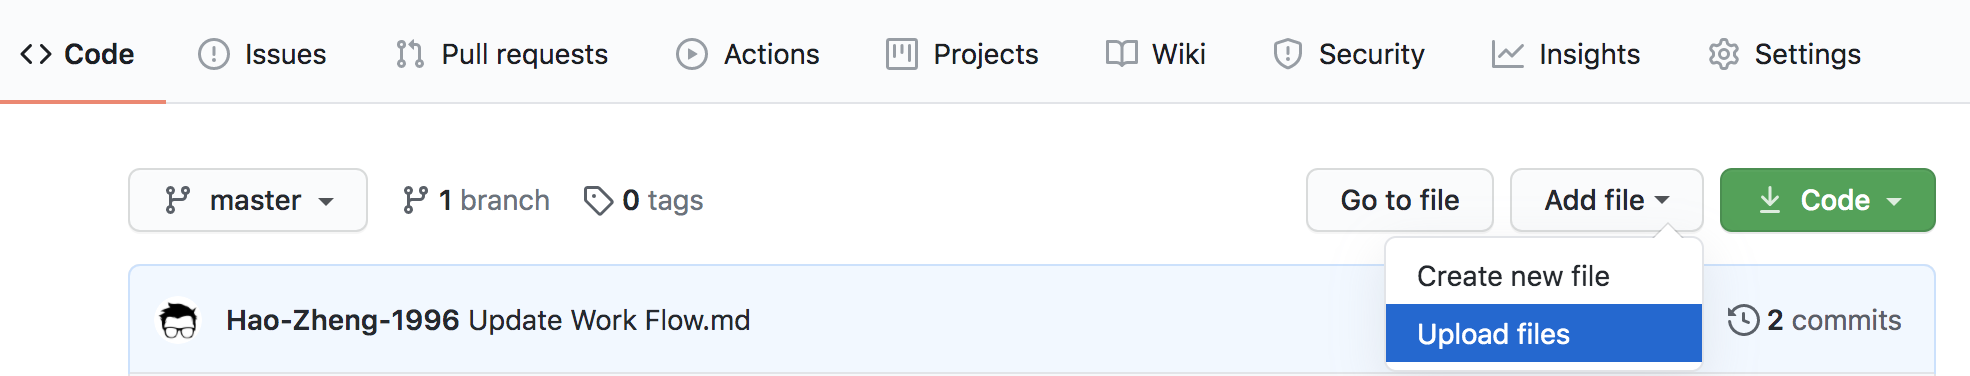 Code Issues Pull requests Actions Projects Wiki Security Insights Settings
master 1 branch 0 tags Go to file Add file Code
Create new file
Hao-Zheng-1996 Update Work Flow.md 2 commits
Upload files